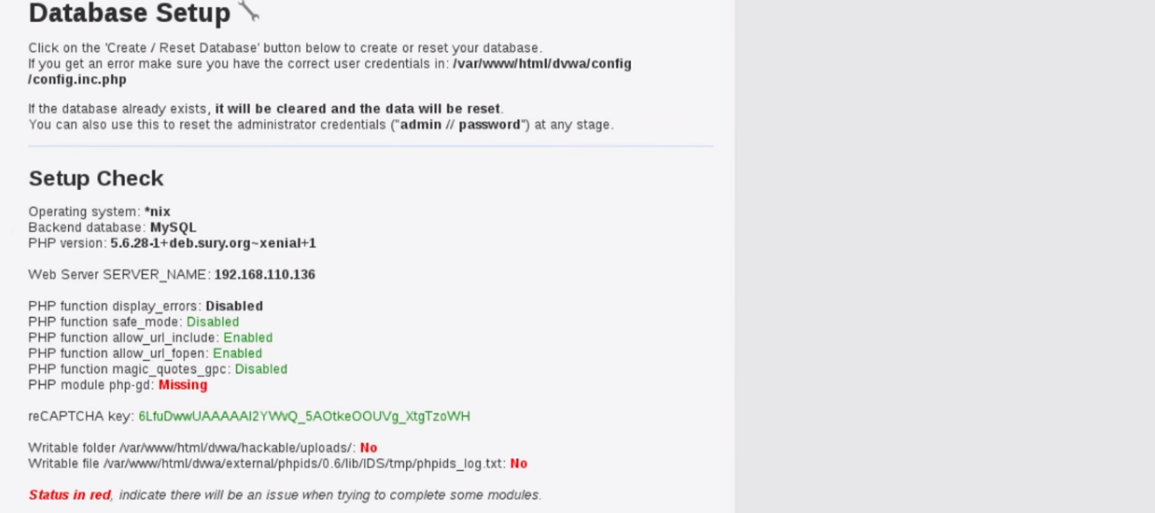 Database Setup
Click on the 'Create / Reset Database' button below to create or reset your database.
If you get an error make sure you have the correct user credentials in: /var/www/html/dvwa/config
/config.inc.php
If the database already exists, it will be cleared and the data will be reset.
You can also use this to reset the administrator credentials ("admin // password") at any stage.
Setup Check
Operating system: *nix
Backend database: MySQL
PHP version: 5.6.28-1+deb.sury.org~xenial+1
Web Server SERVER_NAME: 192.168.110.136
PHP function display_errors: Disabled
PHP function safe_mode: Disabled
PHP function allow_url_include: Enabled
PHP function allow_url_fopen: Enabled
PHP function magic_quotes_gpc: Disabled
PHP module php-gd: Missing
reCAPTCHA key: 6LfuDwwUAAAAAI2YWvQ_5AOtkeOOUVg_XtgTzoWH
Writable folder /var/www/html/dvwa/hackable/uploads/: No
Writable file /var/www/html/dvwa/external/phpids/0.6/lib/IDS/tmp/phpids_log.txt: No
Status in red, indicate there will be an issue when trying to complete some modules.